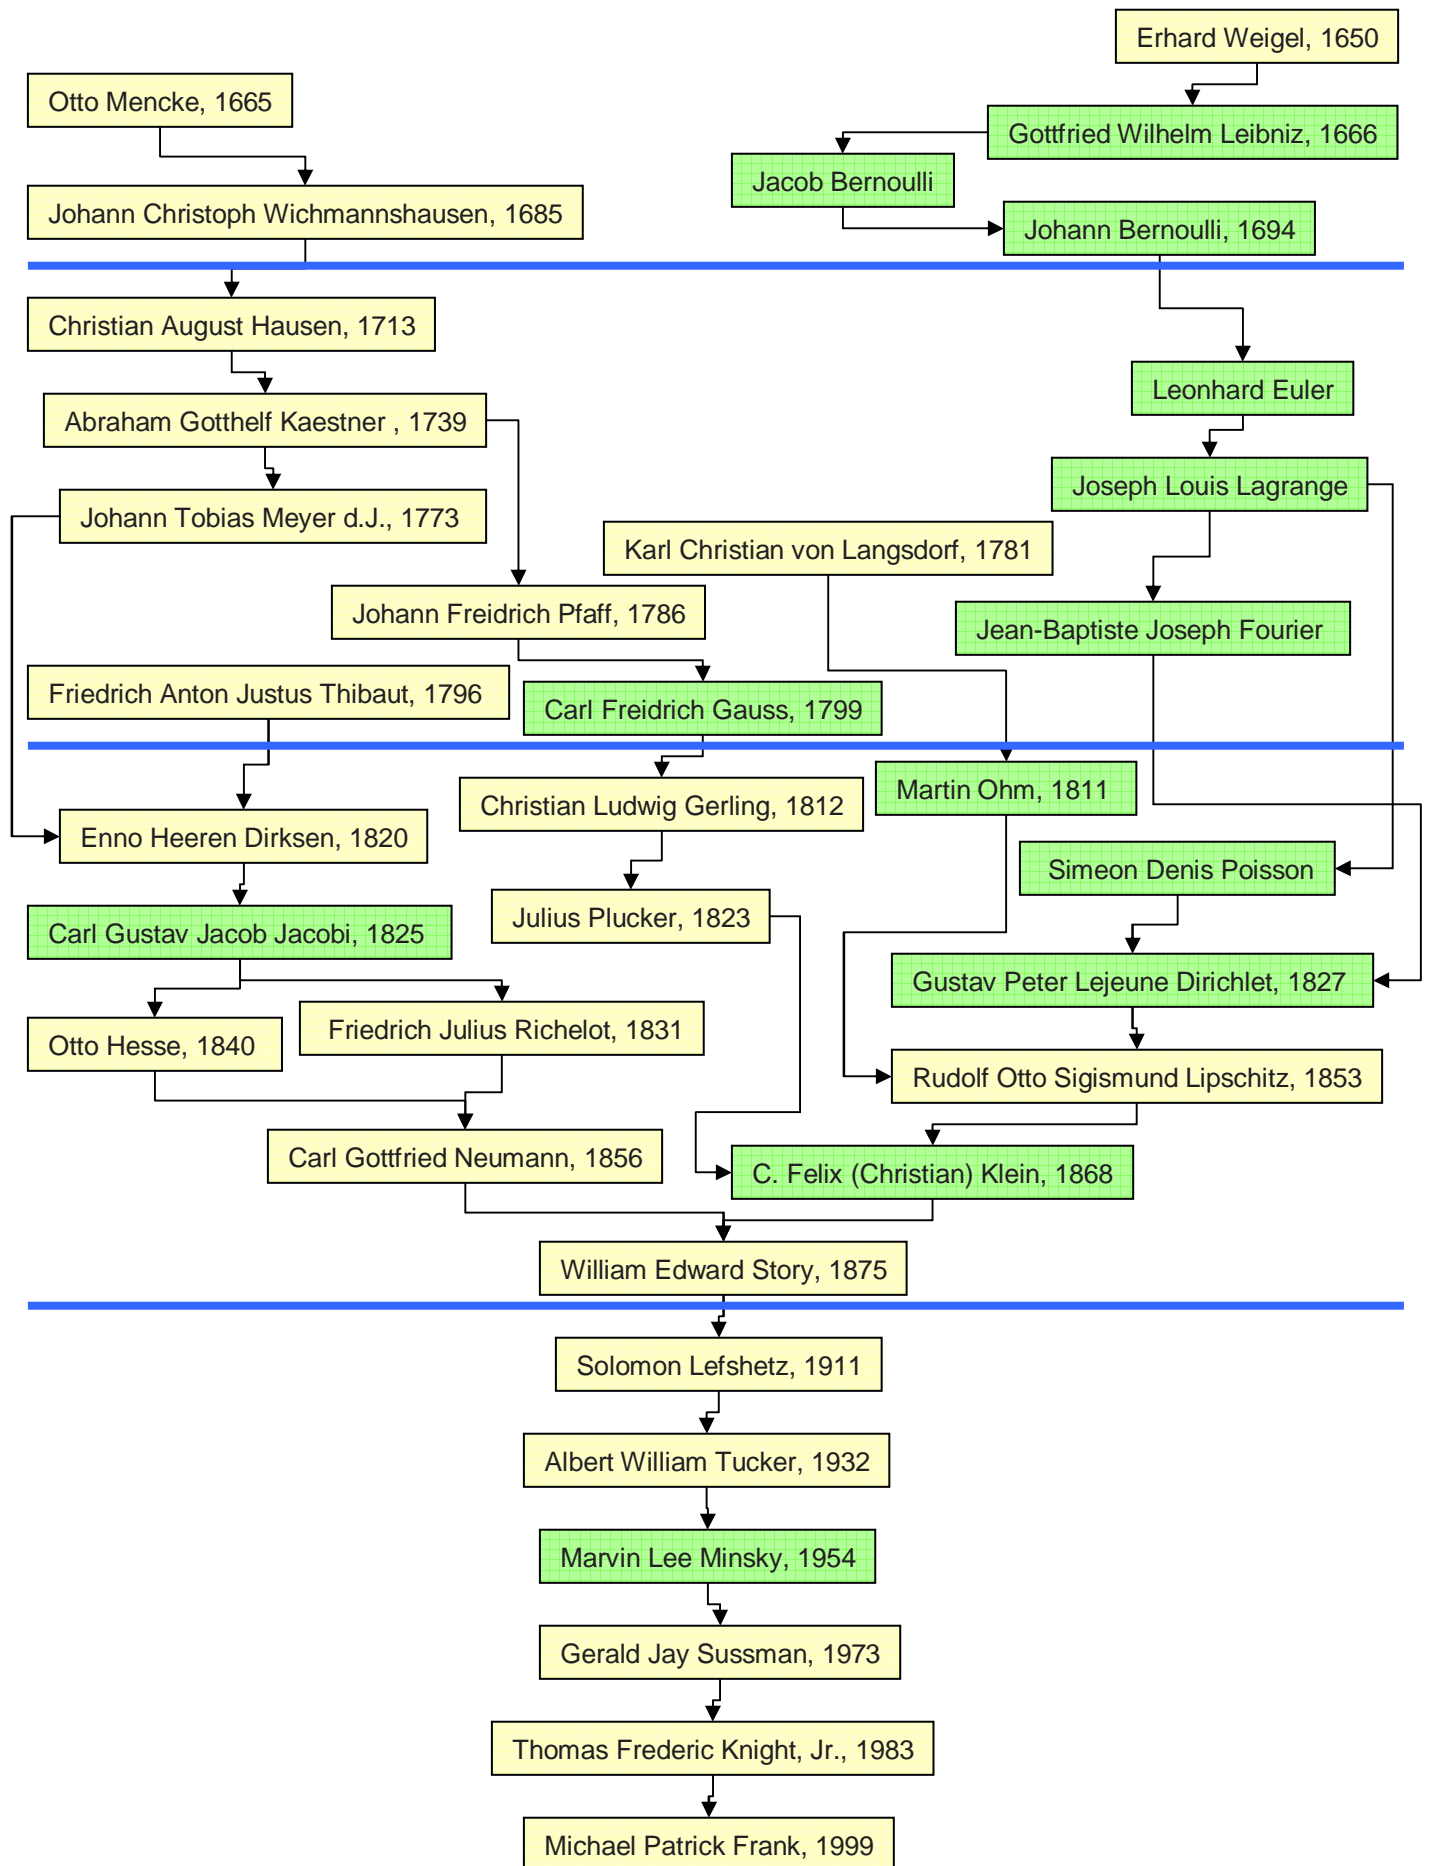 Erhard Weigel, 1650
Otto Mencke, 1665
Gottfried Wilhelm Leibniz, 1666
Jacob Bernoulli
Johann Christoph Wichmannshausen, 1685
Johann Bernoulli, 1694
Christian August Hausen, 1713
Leonhard Euler
Abraham Gotthelf Kaestner , 1739
Joseph Louis Lagrange
Johann Tobias Meyer d.J., 1773
Karl Christian von Langsdorf, 1781
Johann Freidrich Pfaff, 1786
Jean-Baptiste Joseph Fourier
Friedrich Anton Justus Thibaut, 1796
Carl Freidrich Gauss, 1799
Martin Ohm, 1811
Christian Ludwig Gerling, 1812
Enno Heeren Dirksen, 1820
Simeon Denis Poisson
Julius Plucker, 1823
Carl Gustav Jacob Jacobi, 1825
Gustav Peter Lejeune Dirichlet, 1827
Friedrich Julius Richelot, 1831
Otto Hesse, 1840
Rudolf Otto Sigismund Lipschitz, 1853
Carl Gottfried Neumann, 1856
C. Felix (Christian) Klein, 1868
William Edward Story, 1875
Solomon Lefshetz, 1911
Albert William Tucker, 1932
Marvin Lee Minsky, 1954
Gerald Jay Sussman, 1973
Thomas Frederic Knight, Jr., 1983
Michael Patrick Frank, 1999